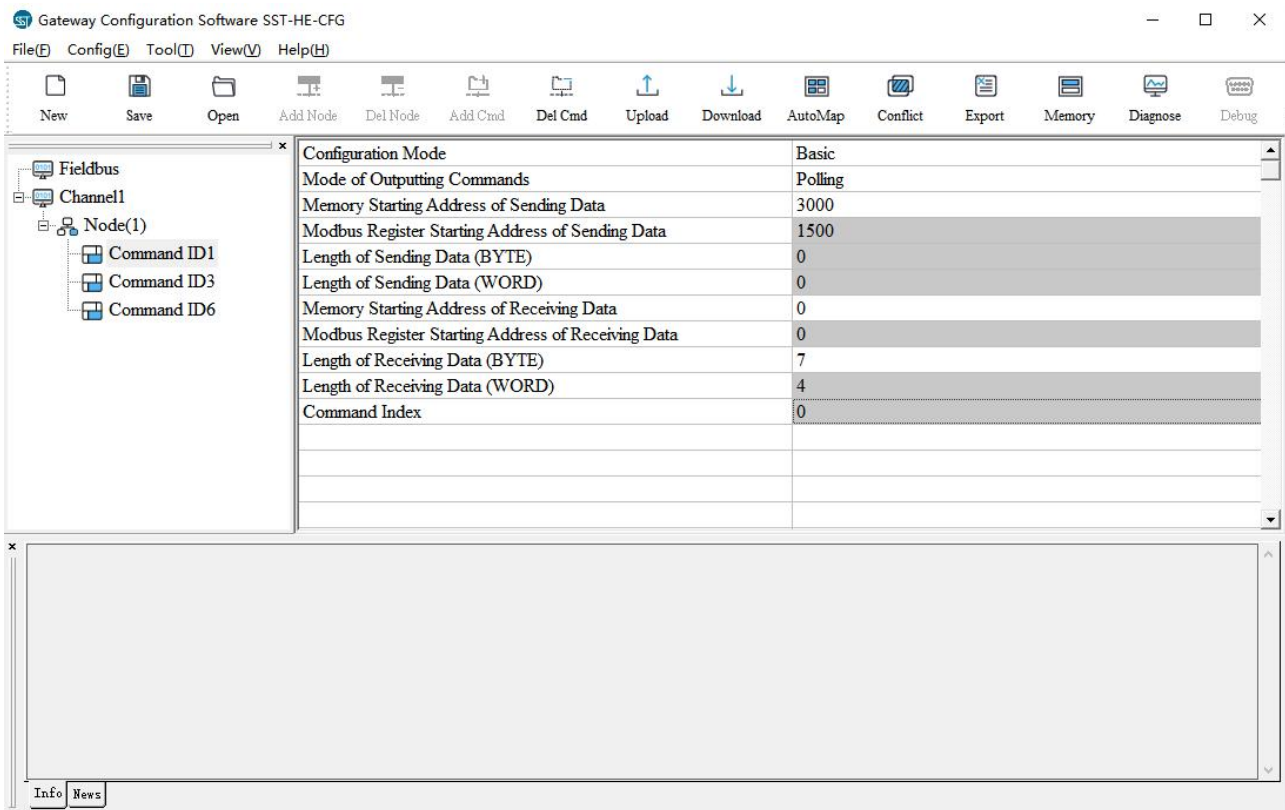 SST Gateway Configuration Software SST-HE-CFG
File(F) Config(E) Tool(T) View(V) Help(H)
New Save Open Add Node Del Node Add Cmd Del Cmd Upload Download AutoMap Conflict Export Memory Diagnose Debug
Fieldbus
Channel1
Node(1)
Command ID1
Command ID3
Command ID6
Configuration Mode Basic
Mode of Outputting Commands Polling
Memory Starting Address of Sending Data 3000
Modbus Register Starting Address of Sending Data 1500
Length of Sending Data (BYTE) 0
Length of Sending Data (WORD) 0
Memory Starting Address of Receiving Data 0
Modbus Register Starting Address of Receiving Data 0
Length of Receiving Data (BYTE) 7
Length of Receiving Data (WORD) 4
Command Index 0
Info News